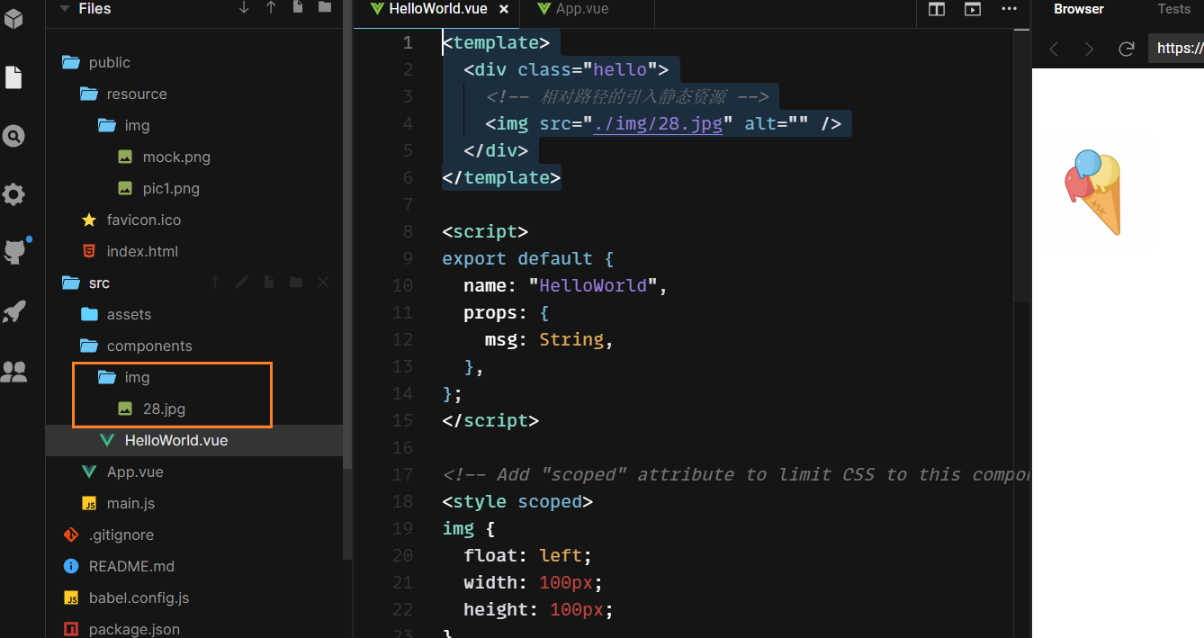 Files
public
resource
img
mock.png
pic1.png
favicon.ico
index.html
src
assets
components
img
28.jpg
HelloWorld.vue
App.vue
main.js
.gitignore
README.md
babel.config.js
package.json
HelloWorld.vue ×
App.vue
1 <template>
2 <div class="hello">
3 <!-- 相对路径的引入静态资源 -->
4 <img src="./img/28.jpg" alt="" />
5 </div>
6 </template>
7
8 <script>
9 export default {
10 name: "HelloWorld",
11 props: {
12 msg: String,
13 },
14 };
15 </script>
16
17 <!-- Add "scoped" attribute to limit CSS to this compo
18 <style scoped>
19 img {
20 float: left;
21 width: 100px;
22 height: 100px;
23 }
Browser
Tests
https://